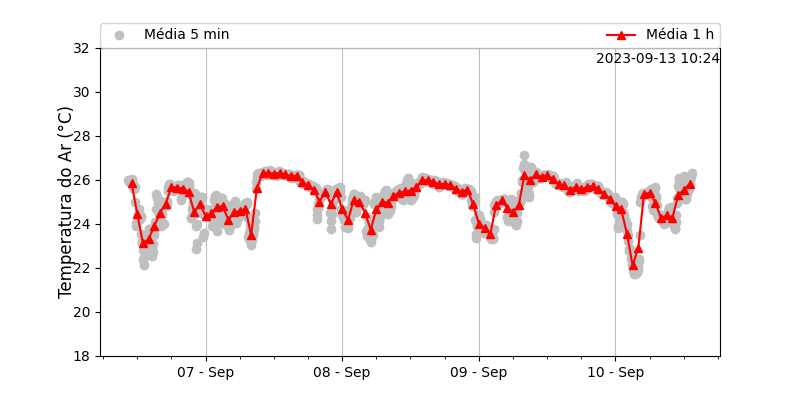 Média 5 min
Média 1 h
2023-09-13 10:24
Temperatura do Ar (°C)
32
30
28
26
24
22
20
18
07 - Sep
08 - Sep
09 - Sep
10 - Sep